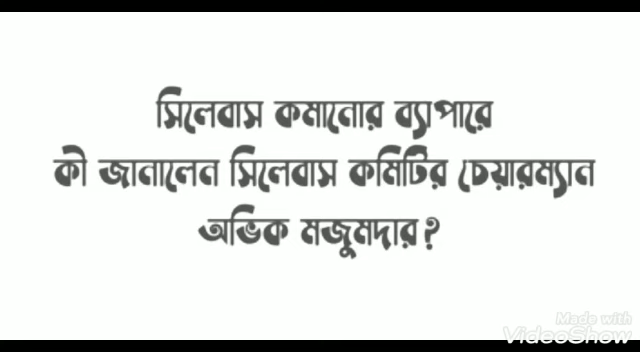 সিলেবাস কমানোর ব্যাপারে
কী জানালেন সিলেবাস কমিটির চেয়ারম্যান
অভিক মজুমদার?
Made with
VideoShow